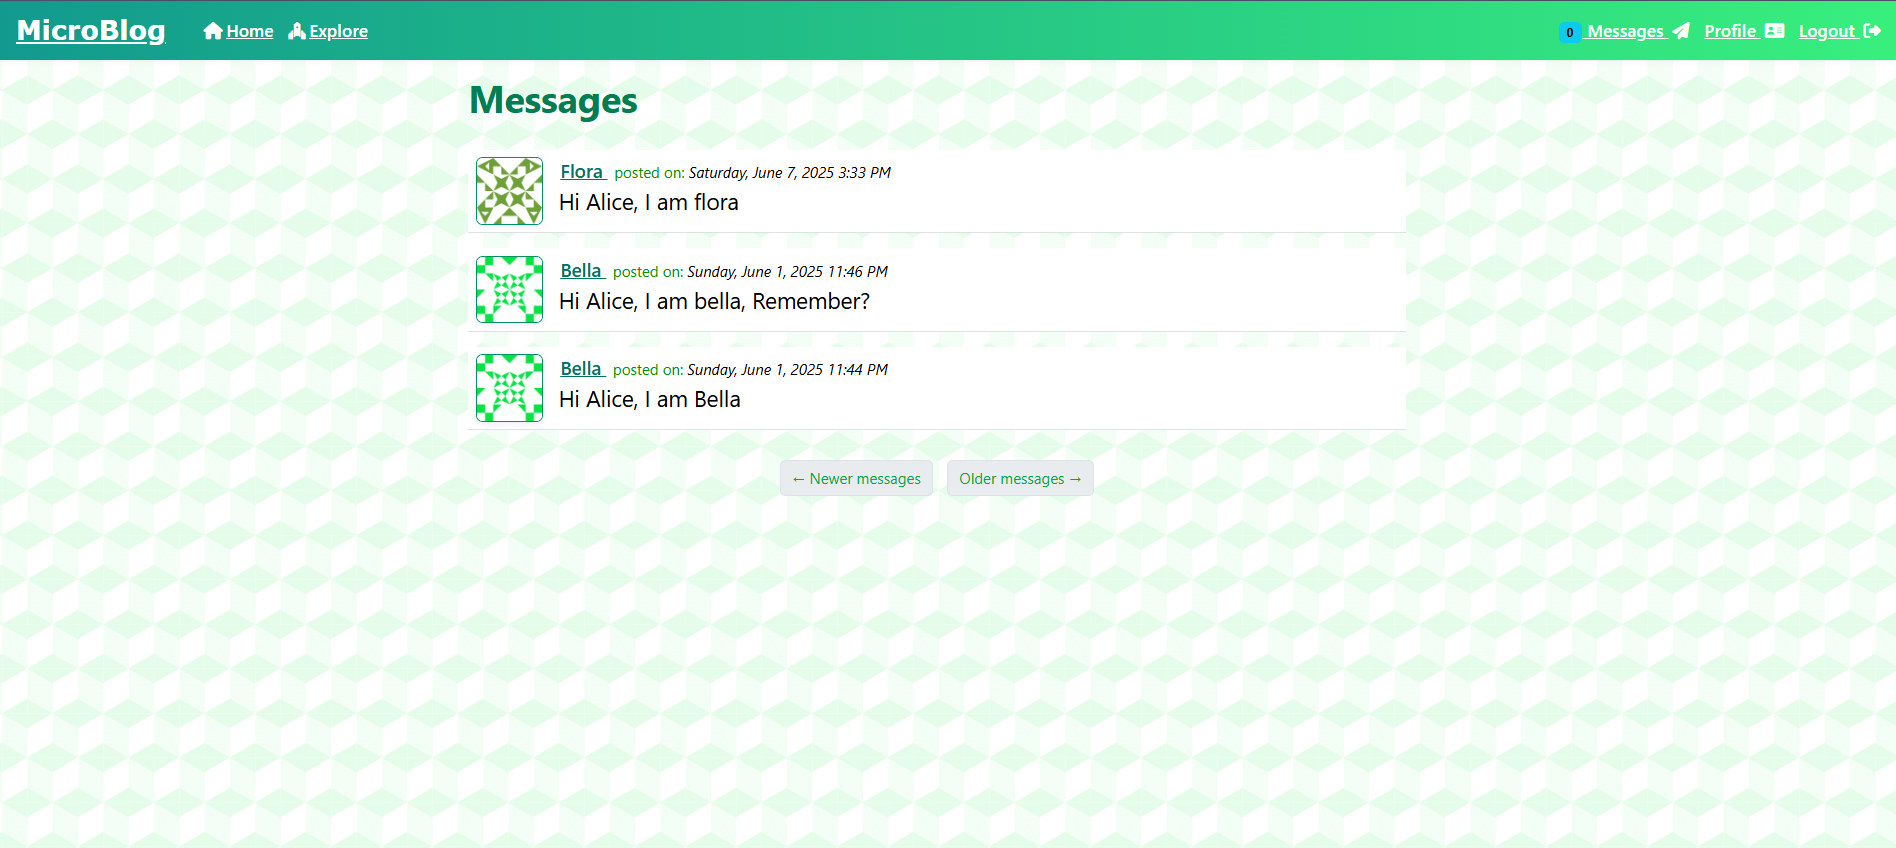 MicroBlog Home Explore 0 Messages Profile Logout
Messages
Flora posted on: Saturday, June 7, 2025 3:33 PM
Hi Alice, I am flora
Bella posted on: Sunday, June 1, 2025 11:46 PM
Hi Alice, I am bella, Remember?
Bella posted on: Sunday, June 1, 2025 11:44 PM
Hi Alice, I am Bella
← Newer messages Older messages →